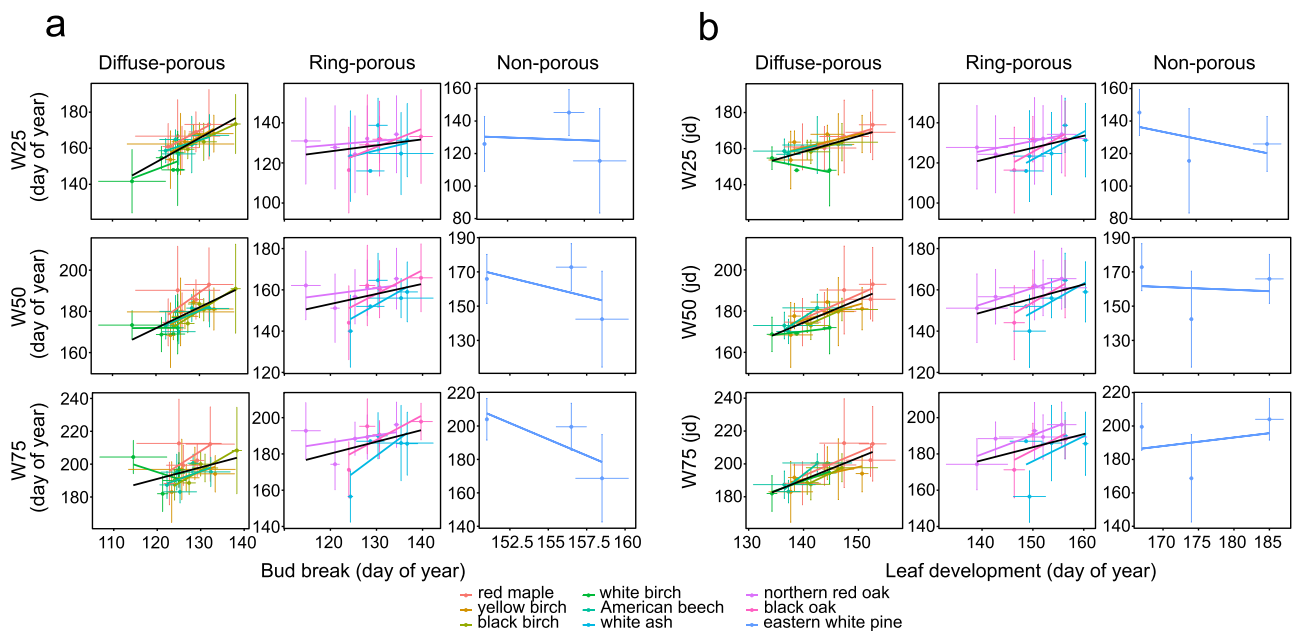 a
b
Diffuse-porous Ring-porous Non-porous
Diffuse-porous Ring-porous Non-porous
W25
(day of year)
180
160
140
140
120
100
160
140
120
100
80
W25 (jd)
180
160
140
140
120
100
160
140
120
100
80
W50
(day of year)
200
180
160
180
160
140
120
190
170
150
130
W50 (jd)
200
180
160
180
160
140
120
190
170
150
130
W75
(day of year)
240
220
200
180
200
180
160
140
220
200
180
160
140
W75 (jd)
240
220
200
180
200
180
160
140
220
200
180
160
140
110 120 130 140
120 130 140
152.5 155 157.5 160
130 140 150
140 150 160
170 175 180 185
Bud break (day of year)
Leaf development (day of year)
red maple white birch northern red oak
yellow birch American beech black oak
black birch white ash eastern white pine